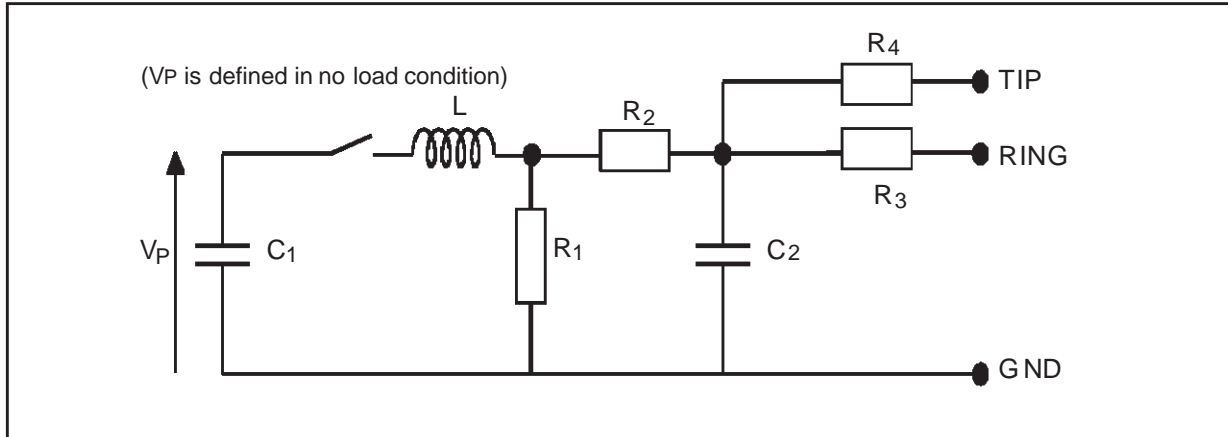 (VP is defined in no load condition)
L
R2
R4
TIP
RING
R3
VP
C1
R1
C2
GND